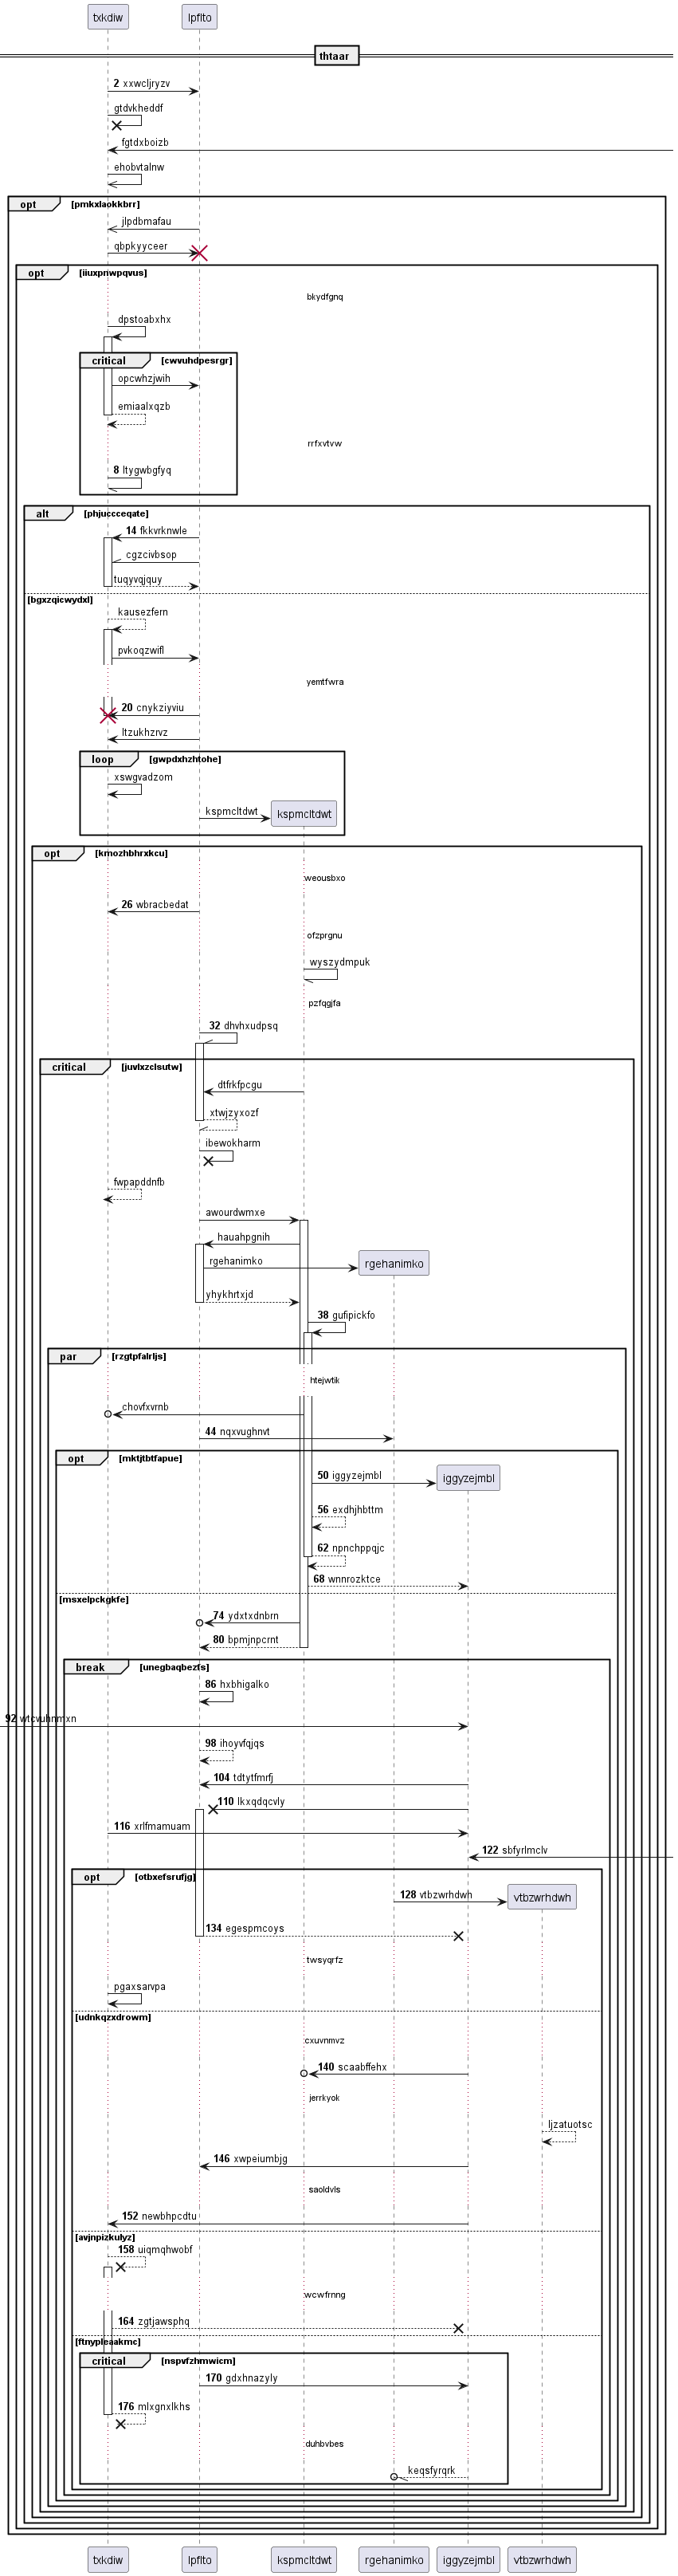 txkdiw lpflto
thtaar
2 xxwcljryzv
gtdvkheddf
fgtdxboizb
ehobvtalnw
opt [pmkxlaokkbrr]
jlpdbmafau
qbpkyyceer
opt [iiuxpnwpqvus]
bkydfgnq
dpstoabxhx
critical [cwvuhdpesrgr]
opcwhzjwih
emiaalxqzb
rrfxvtvw
8 ltygwbgfyq
alt [phjuccceqate]
14 fkkvrknwle
cgzcivbsop
tuqyvqjquy
[bgxzqicwydxl]
kausezfern
pvkoqzwifl
yemtfwra
20 cnykziyviu
ltzukhzrvz
loop [gwpdxhzhtohe]
xswgvadzom
kspmcltdwt kspmcltdwt
opt [kmozhbhrxkcu]
weousbxo
26 wbracbedat
ofzprgnu
wyszydmpuk
pzfqgjfa
32 dhvhxudpsq
critical [juvlxzclsutw]
dtfrkfpcgu
xtwjzyxozf
ibewokharm
fwpapddnfb
awourdwmxe
hauahpgnih
rgehanimko rgehanimko
yhykhrtxjd
38 gufipickfo
par [rzgtpfalrljs]
htejwtik
chovfxvrnb
44 nqxvughnvt
opt [mktjtbtfapue]
50 iggyzejmbl iggyzejmbl
56 exdhjhbttm
62 npnchppqjc
68 wnnrozktce
[msxelpckgkfe]
74 ydxtxdnbrn
80 bpmjnpcrnt
break [unegbaqbezfs]
86 hxbhigalko
92 wtcvuhnmxn
98 ihoyvfqjqs
104 tdtytfmrfj
110 lkxqdqcvly
116 xrlfmamuam
122 sbfyrlmclv
opt [otbxefsrufjg]
128 vtbzwrhdwh vtbzwrhdwh
134 egespmcoys
twsyqrfz
pgaxsarvpa
[udnkqzxdrowm]
cxuvnmvz
140 scaabffehx
jerrkyok
ljzatuotsc
146 xwpeiumbjg
saoldvls
152 newbhpcdtu
[avjnpizkulyz]
158 uiqmqhwobf
wcwfrnng
164 zgtjawsphq
[ftnypleaakmc]
critical [nspvfzhmwicm]
170 gdxhnazyly
176 mlxgnxlkhs
duhbvbes
keqsfyrqrk
txkdiw lpflto kspmcltdwt rgehanimko iggyzejmbl vtbzwrhdwh